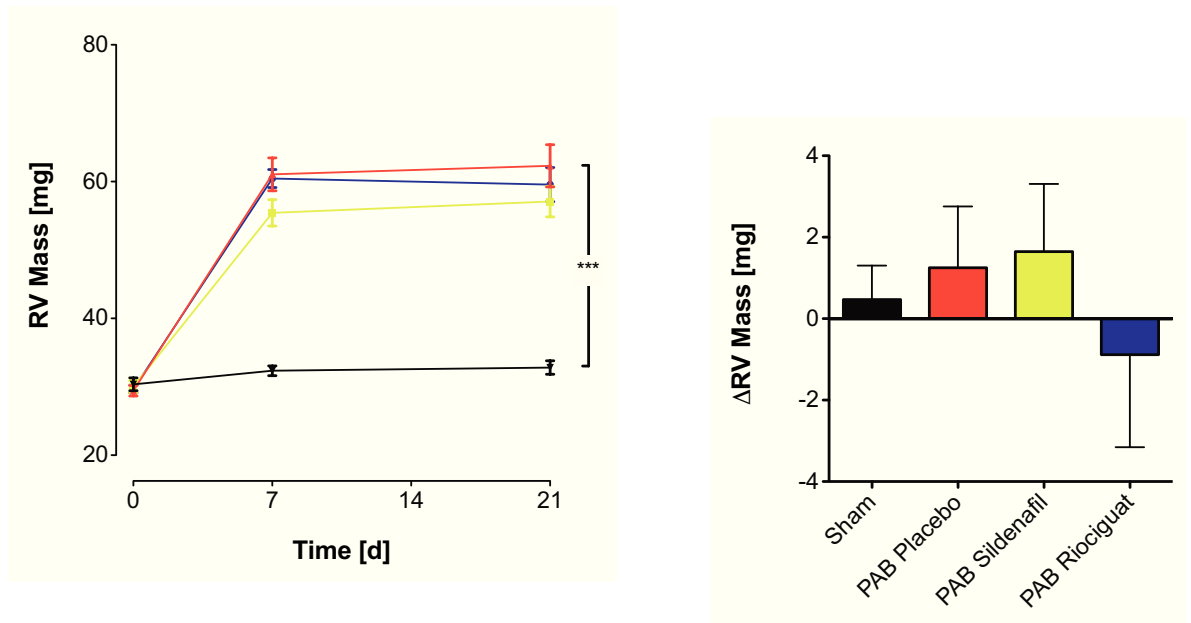 80
60
40
20
RV Mass [mg]
0 7 14 21
Time [d]
***
4
2
0
-2
-4
ΔRV Mass [mg]
Sham
PAB Placebo
PAB Sildenafil
PAB Riociguat